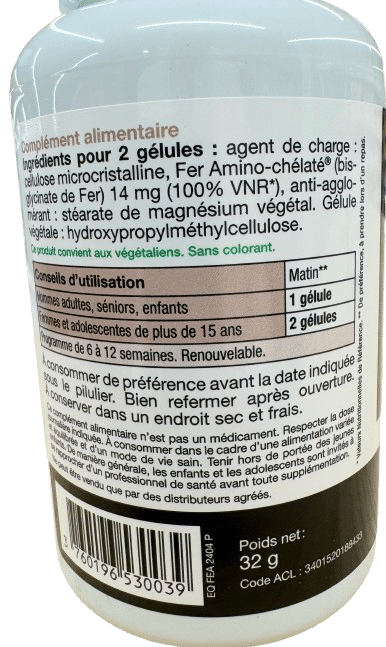 Complément alimentaire
Ingrédients pour 2 gélules : agent de charge :
cellulose microcristalline, Fer Amino-chélaté® (bis-
glycinate de Fer) 14 mg (100% VNR*), anti-agglo-
mérant : stéarate de magnésium végétal. Gélule
végétale : hydroxypropylméthylcellulose.
Ce produit convient aux végétaliens. Sans colorant.
Conseils d'utilisation Matin**
Hommes adultes, séniors, enfants 1 gélule
Femmes et adolescentes de plus de 15 ans 2 gélules
Programme de 6 à 12 semaines. Renouvelable.
A consommer de préférence avant la date indiquée
sous le pilulier. Bien refermer après ouverture.
A conserver dans un endroit sec et frais.
Ce complément alimentaire n'est pas un médicament. Respecter la dose
journalière indiquée. A consommer dans le cadre d'une alimentation variée
et équilibrée et d'un mode de vie sain. Tenir hors de portée des jeunes
enfants. De manière générale, les enfants et les adolescents sont invités à
se rapprocher d'un professionnel de santé avant toute supplémentation.
Ne peut être vendu que par des distributeurs agréés.
* Valeurs Nutritionnelles de Référence. ** De préférence, à prendre lors d'un repas.
3 760196 530039
EQ FEA 2404 P
Poids net :
32 g
Code ACL : 3401520188433